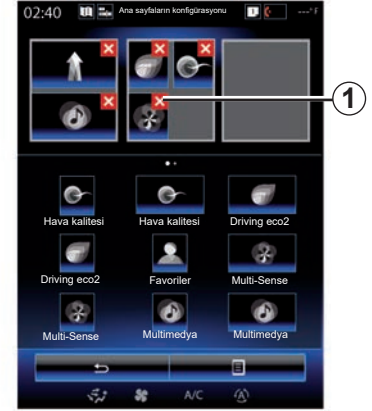 02:40 Ana sayfaların konfigürasyonu 1 ---°F
1
Hava kalitesi Hava kalitesi Driving eco2
Driving eco2 Favoriler Multi-Sense
Multi-Sense Multimedya Multimedya
A/C A